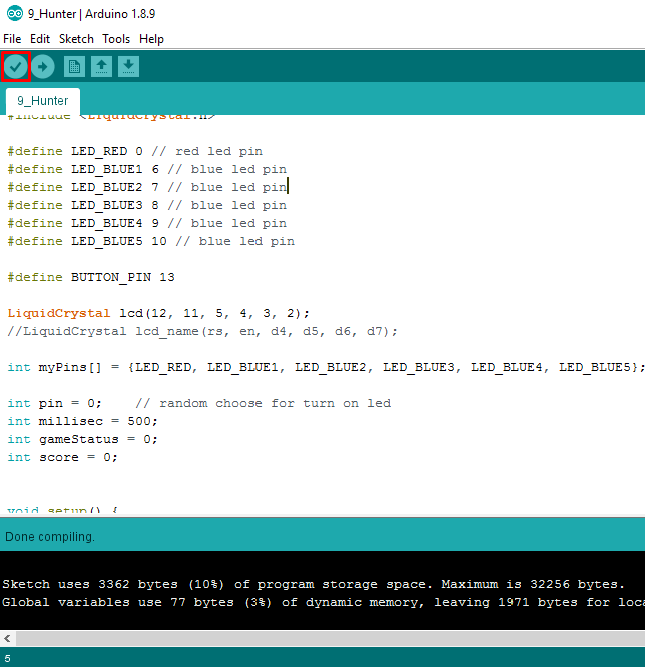 9_Hunter | Arduino 1.8.9
File Edit Sketch Tools Help
9_Hunter
#include <LiquidCrystal.h>
#define LED_RED 0 // red led pin
#define LED_BLUE1 6 // blue led pin
#define LED_BLUE2 7 // blue led pin
#define LED_BLUE3 8 // blue led pin
#define LED_BLUE4 9 // blue led pin
#define LED_BLUE5 10 // blue led pin
#define BUTTON_PIN 13
LiquidCrystal lcd(12, 11, 5, 4, 3, 2);
//LiquidCrystal lcd_name(rs, en, d4, d5, d6, d7);
int myPins[] = {LED_RED, LED_BLUE1, LED_BLUE2, LED_BLUE3, LED_BLUE4, LED_BLUE5};
int pin = 0;    // random choose for turn on led
int millisec = 500;
int gameStatus = 0;
int score = 0;
void setup() {
Done compiling.
Sketch uses 3362 bytes (10%) of program storage space. Maximum is 32256 bytes.
Global variables use 77 bytes (3%) of dynamic memory, leaving 1971 bytes for loca
5